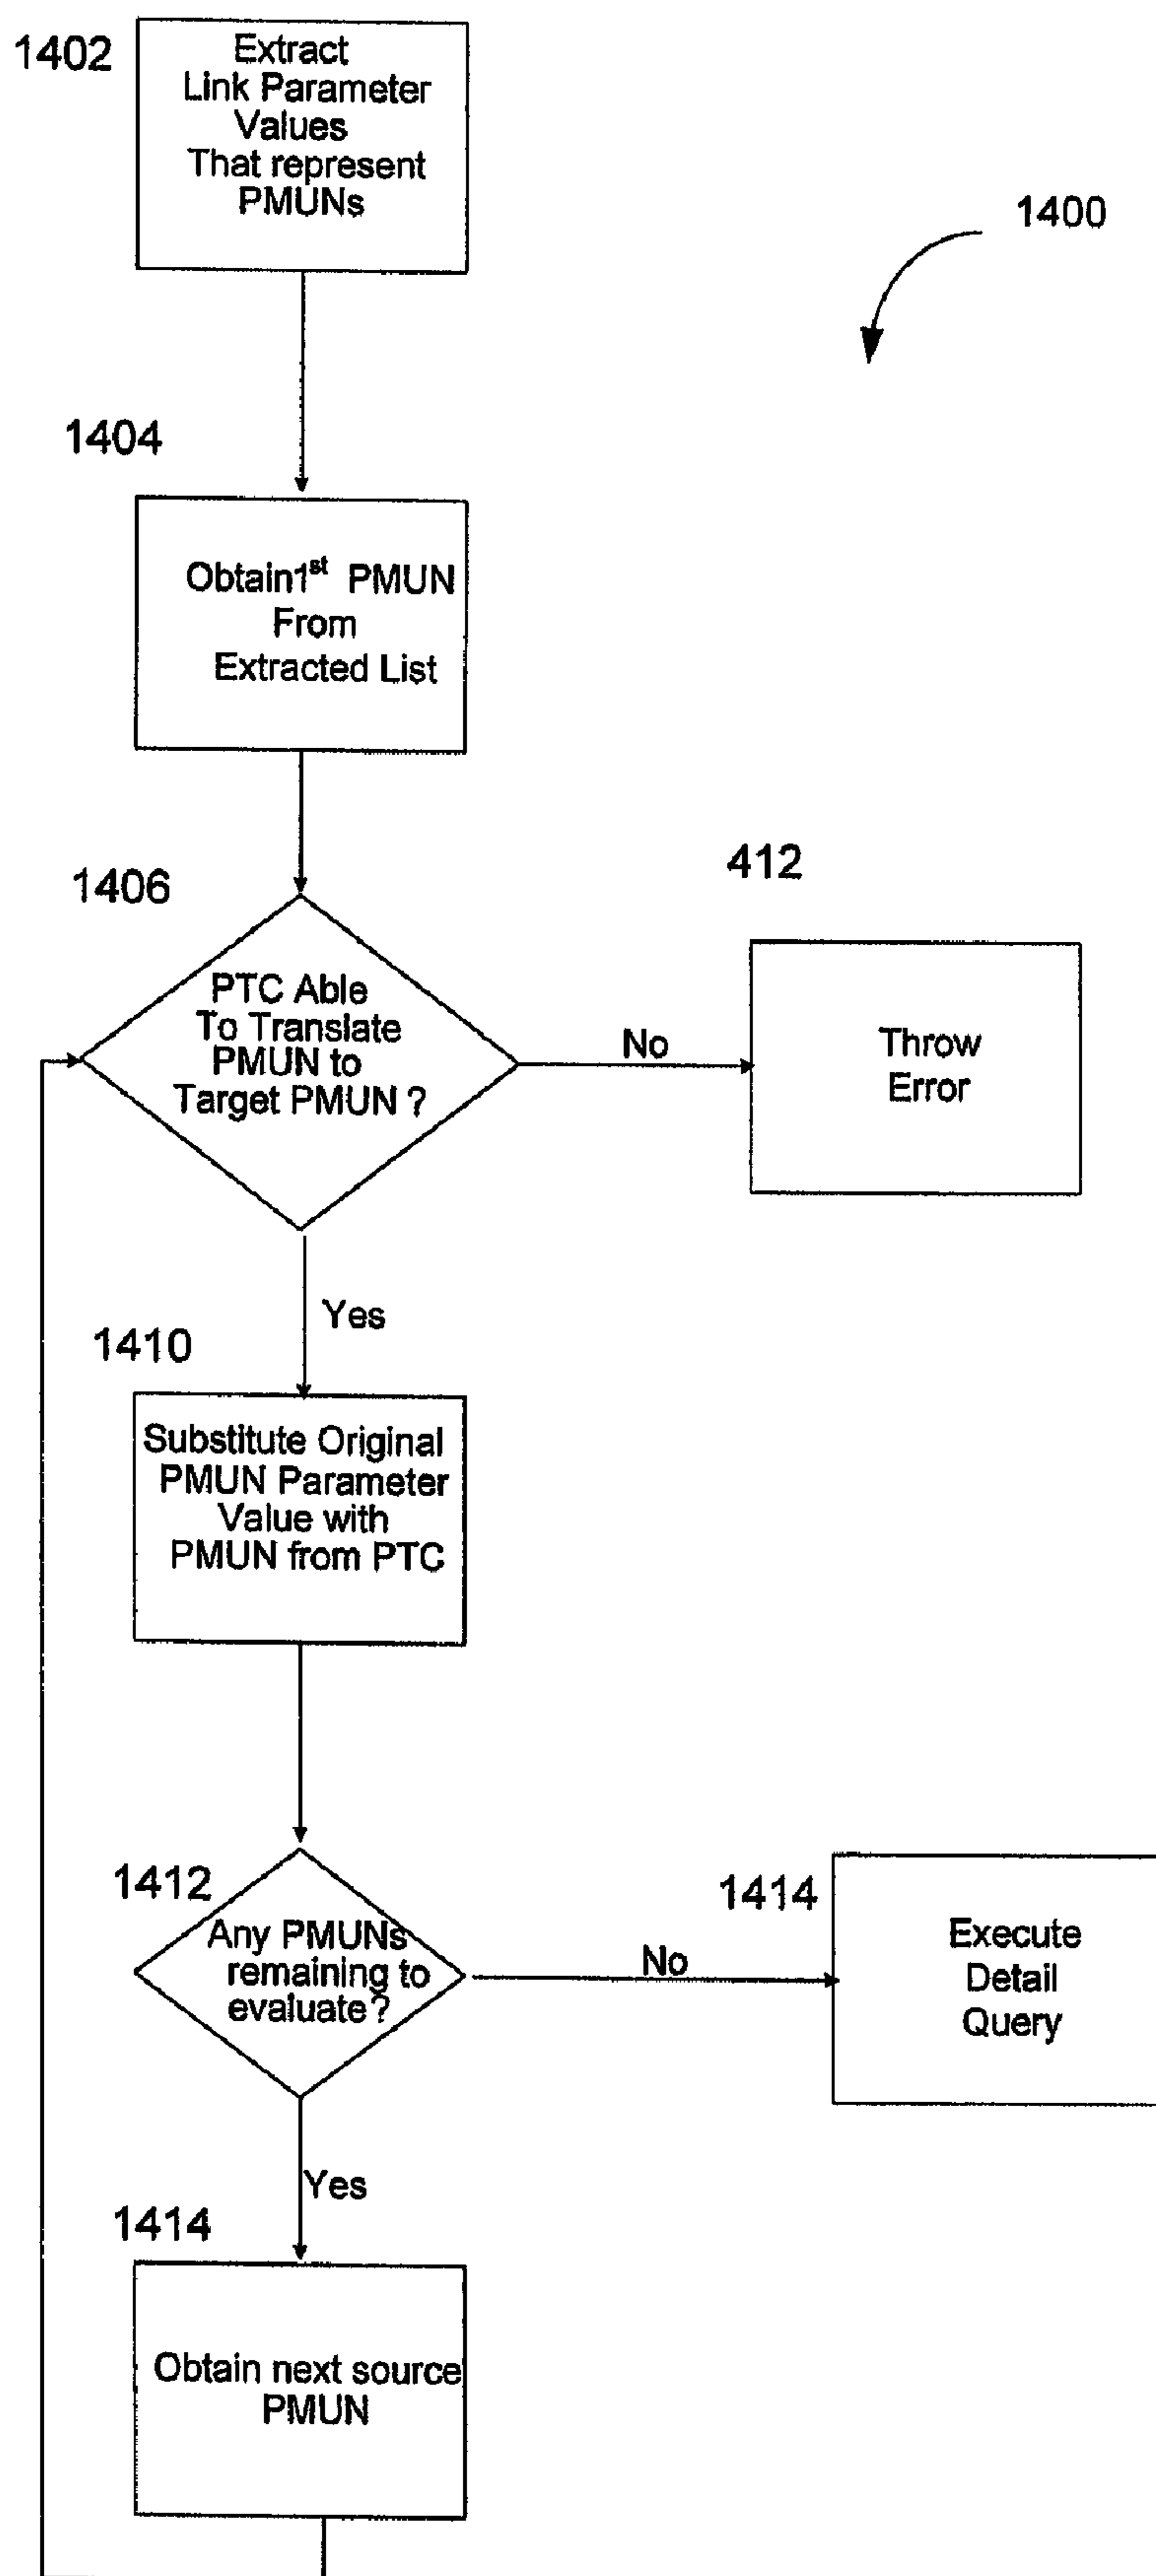 1402
Extract
Link Parameter
Values
That represent
PMUNs
1400
1404
Obtain1st PMUN
From
Extracted List
1406
PTC Able
To Translate
PMUN to
Target PMUN ?
No
412
Throw
Error
Yes
1410
Substitute Original
PMUN Parameter
Value with
PMUN from PTC
1412
Any PMUNs
remaining to
evaluate?
No
1414
Execute
Detail
Query
Yes
1414
Obtain next source
PMUN